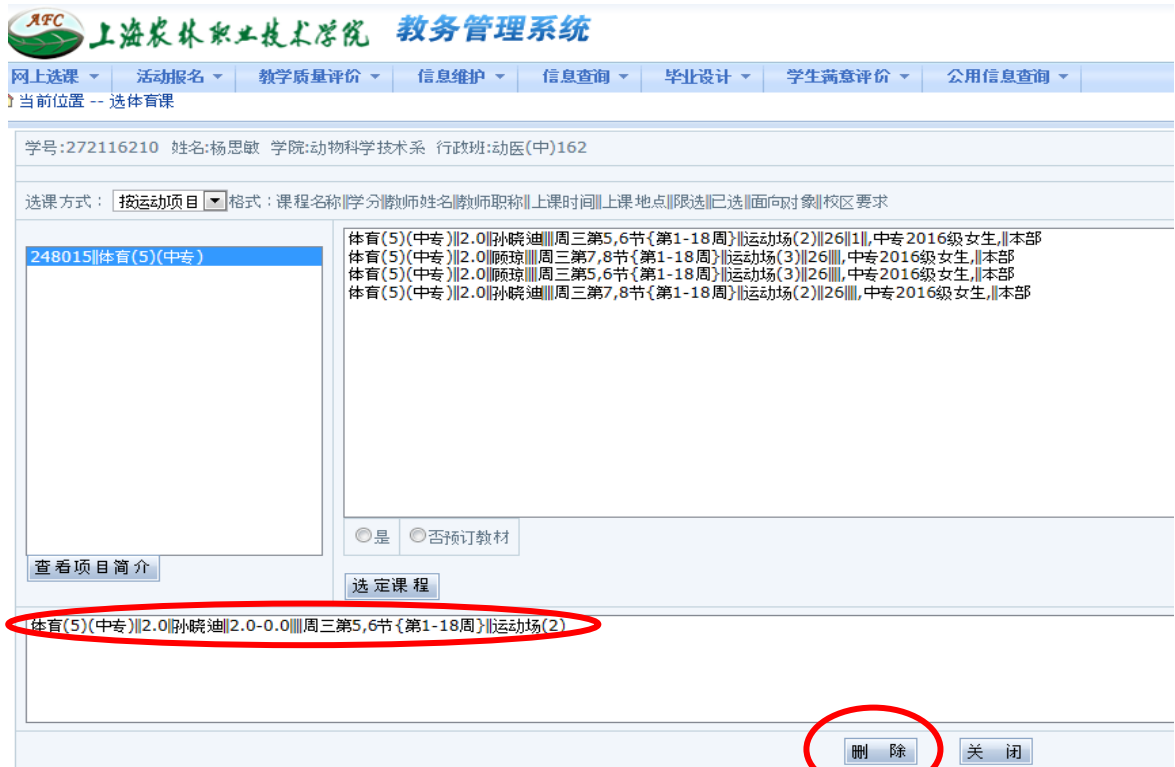 AFC 上海农林职业技术学院 教务管理系统
网上选课 活动报名 教学质量评价 信息维护 信息查询 毕业设计 学生满意评价 公用信息查询
当前位置 -- 选体育课
学号:272116210 姓名:杨思敏 学院:动物科学技术系 行政班:动医(中)162
选课方式： 按运动项目 格式：课程名称||学分||教师姓名||教师职称||上课时间||上课地点||限选||已选||面向对象||校区要求
248015||体育(5)(中专)
体育(5)(中专)||2.0||孙晓迪||||周三第5,6节{第1-18周}||运动场(2)||26||1||,中专2016级女生,||本部
体育(5)(中专)||2.0||顾琼||||周三第7,8节{第1-18周}||运动场(3)||26||||,中专2016级女生,||本部
体育(5)(中专)||2.0||顾琼||||周三第5,6节{第1-18周}||运动场(3)||26||||,中专2016级女生,||本部
体育(5)(中专)||2.0||孙晓迪||||周三第7,8节{第1-18周}||运动场(2)||26||||,中专2016级女生,||本部
是 否预订教材
查看项目简介
选定课程
体育(5)(中专)||2.0||孙晓迪||2.0-0.0||||周三第5,6节{第1-18周}||运动场(2)
删 除 关 闭